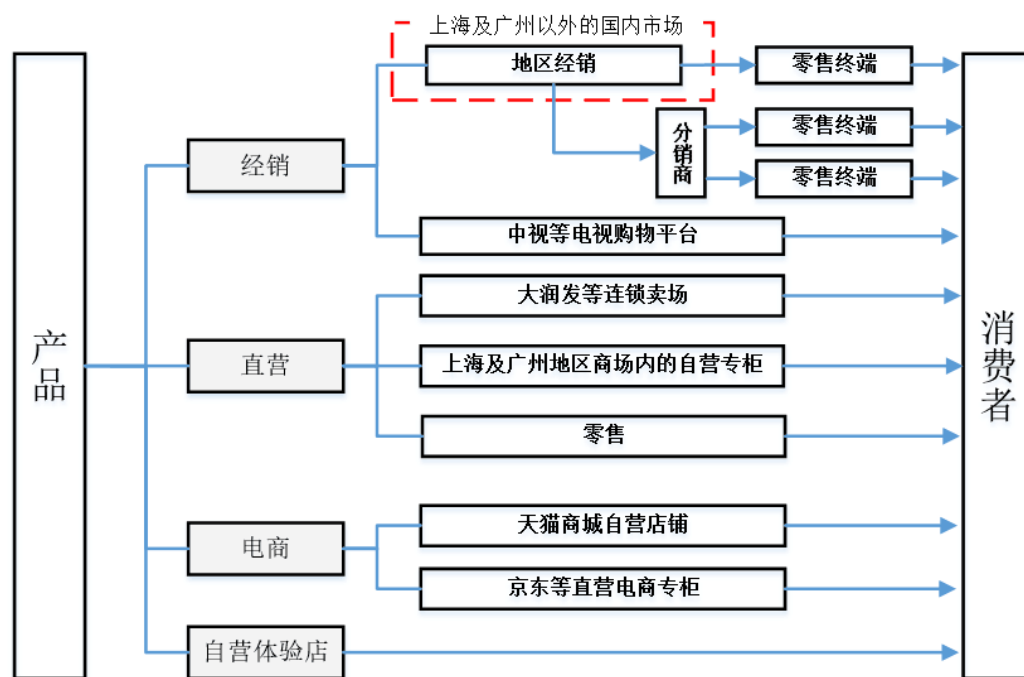 上海及广州以外的国内市场
地区经销
零售终端
分销商
零售终端
零售终端
经销
中视等电视购物平台
大润发等连锁卖场
产品
直营
上海及广州地区商场内的自营专柜
消费者
零售
天猫商城自营店铺
电商
京东等直营电商专柜
自营体验店